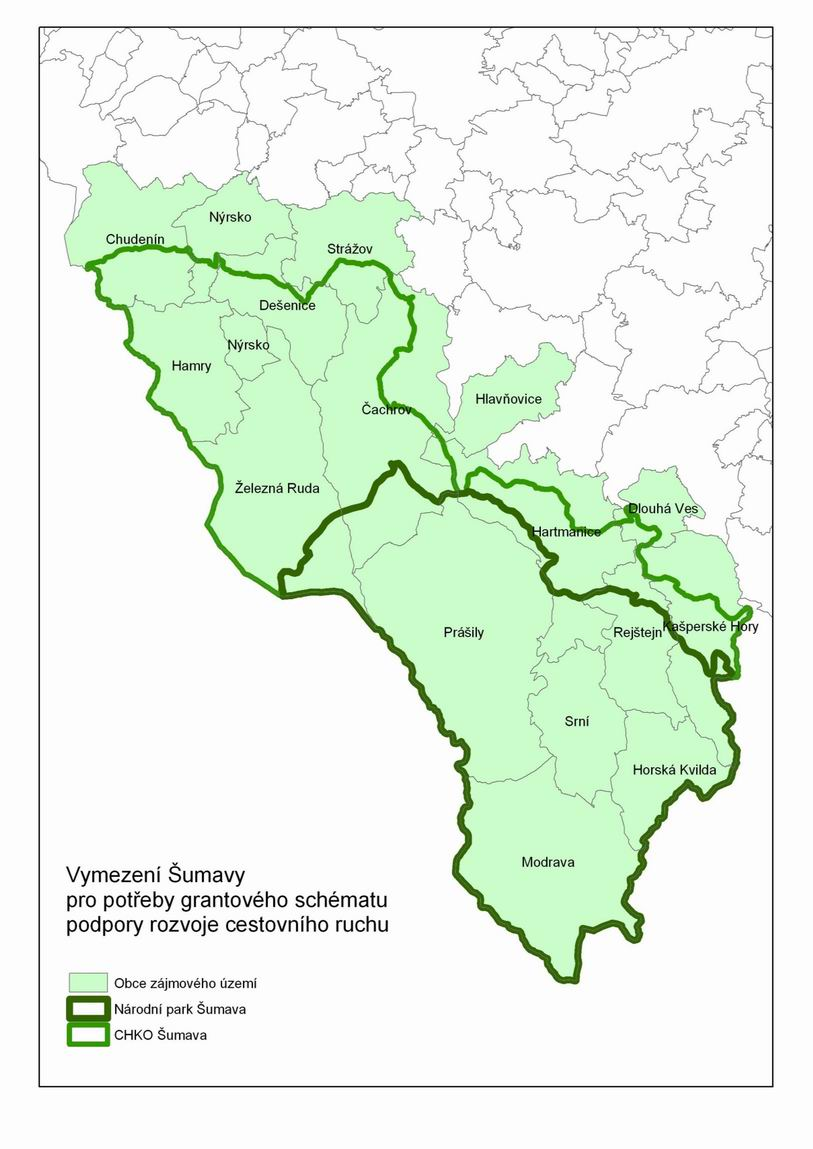 Nýrsko
Chudenín
Strážov
Dešenice
Nýrsko
Hamry
Hlavňovice
Čachrov
Železná Ruda
Dlouhá Ves
Hartmanice
Prášily
Rejštejn
Kašperské Hory
Srní
Horská Kvilda
Modrava
Vymezení Šumavy
pro potřeby grantového schématu
podpory rozvoje cestovního ruchu
Obce zájmového území
Národní park Šumava
CHKO Šumava